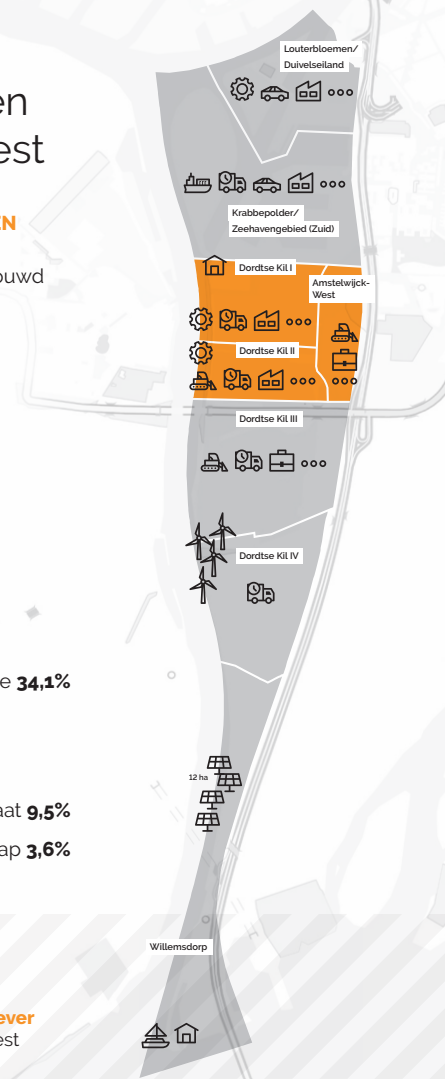 en
est
EN
ouwd
Louterbloemen/
Duivelseiland
Krabbepolder/
Zeehavengebied (Zuid)
Dordtse Kil I
Amstelwijck-
West
Dordtse Kil II
Dordtse Kil III
Dordtse Kil IV
e 34,1%
12 ha
aat 9,5%
ap 3,6%
Willemsdorp
ever
est